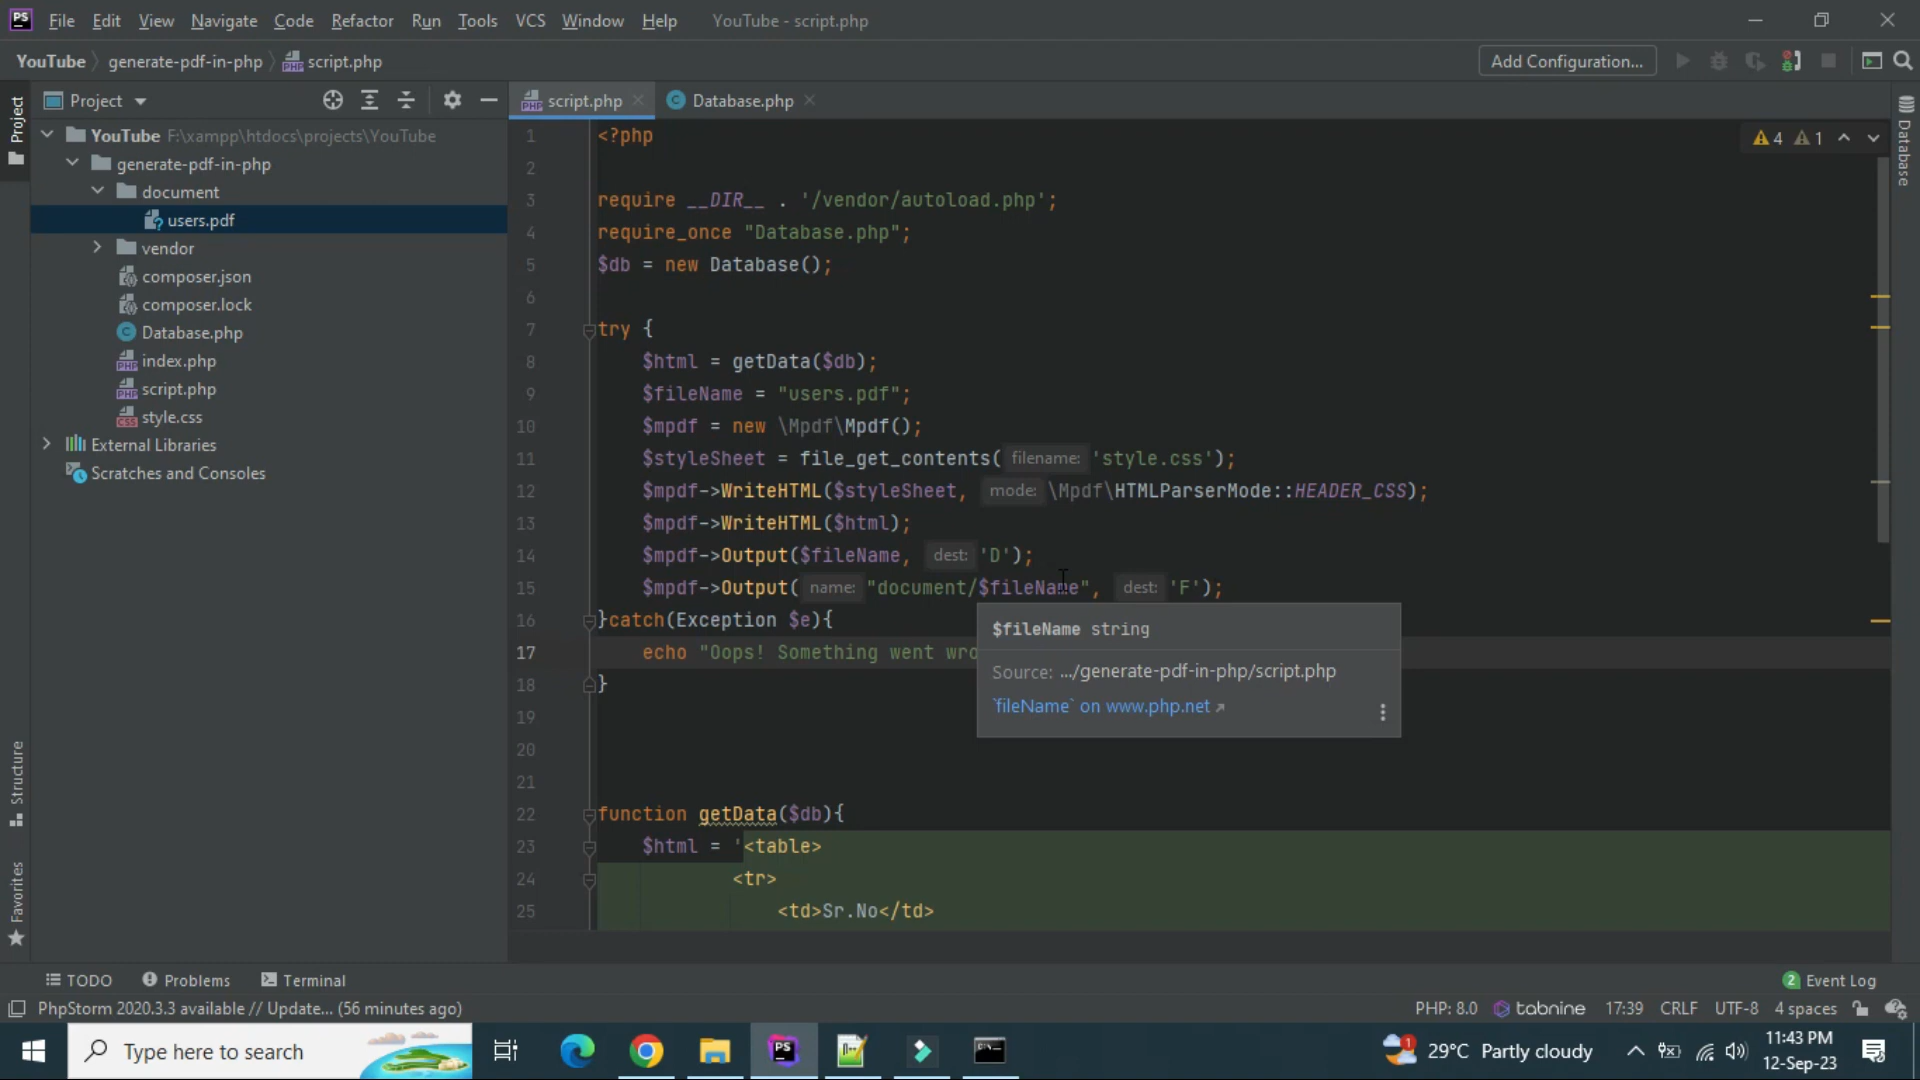 PS File Edit View Navigate Code Refactor Run Tools VCS Window Help YouTube - script.php
YouTube generate-pdf-in-php script.php Add Configuration...
Project
Project
script.php
Database.php
YouTube F:\xampp\htdocs\projects\YouTube
generate-pdf-in-php
document
users.pdf
vendor
composer.json
composer.lock
Database.php
index.php
script.php
style.css
External Libraries
Scratches and Consoles
4 1
1 <?php
2
3 require __DIR__ . '/vendor/autoload.php';
4 require_once "Database.php";
5 $db = new Database();
6
7 try {
8 $html = getData($db);
9 $fileName = "users.pdf";
10 $mpdf = new \Mpdf\Mpdf();
11 $styleSheet = file_get_contents( filename: 'style.css');
12 $mpdf->WriteHTML($styleSheet, mode: \Mpdf\HTMLParserMode::HEADER_CSS);
13 $mpdf->WriteHTML($html);
14 $mpdf->Output($fileName, dest: 'D');
15 $mpdf->Output( name: "document/$fileName", dest: 'F');
16 }catch(Exception $e){
17 echo "Oops! Something went wro
18 }
19
20
21
22 function getData($db){
23 $html = '<table>
24 <tr>
25 <td>Sr.No</td>
$fileName string
Source: .../generate-pdf-in-php/script.php
`fileName` on www.php.net
Database
Structure
Favorites
TODO Problems Terminal 2 Event Log
PhpStorm 2020.3.3 available // Update... (56 minutes ago) PHP: 8.0 tabnine 17:39 CRLF UTF-8 4 spaces
Type here to search PS 1 29°C Partly cloudy 11:43 PM
12-Sep-23